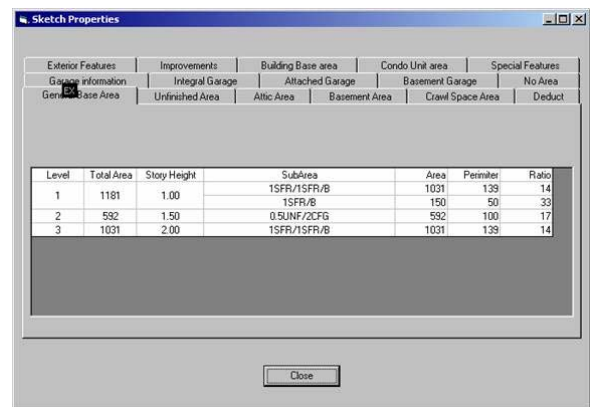 Sketch Properties
Exterior Features Improvements Building Base area Condo Unit area Special Features
Garage information Integral Garage Attached Garage Basement Garage No Area
Base Area Unfinished Area Attic Area Basement Area Crawl Space Area Deduct
EX
Level Total Area Story Height SubArea Area Perimiter Ratio
1 1181 1.00 1SFR/1SFR/B 1031 139 14
1SFR/B 150 50 33
2 592 1.50 0.5UNF/2CFG 592 100 17
3 1031 2.00 1SFR/1SFR/B 1031 139 14
Close